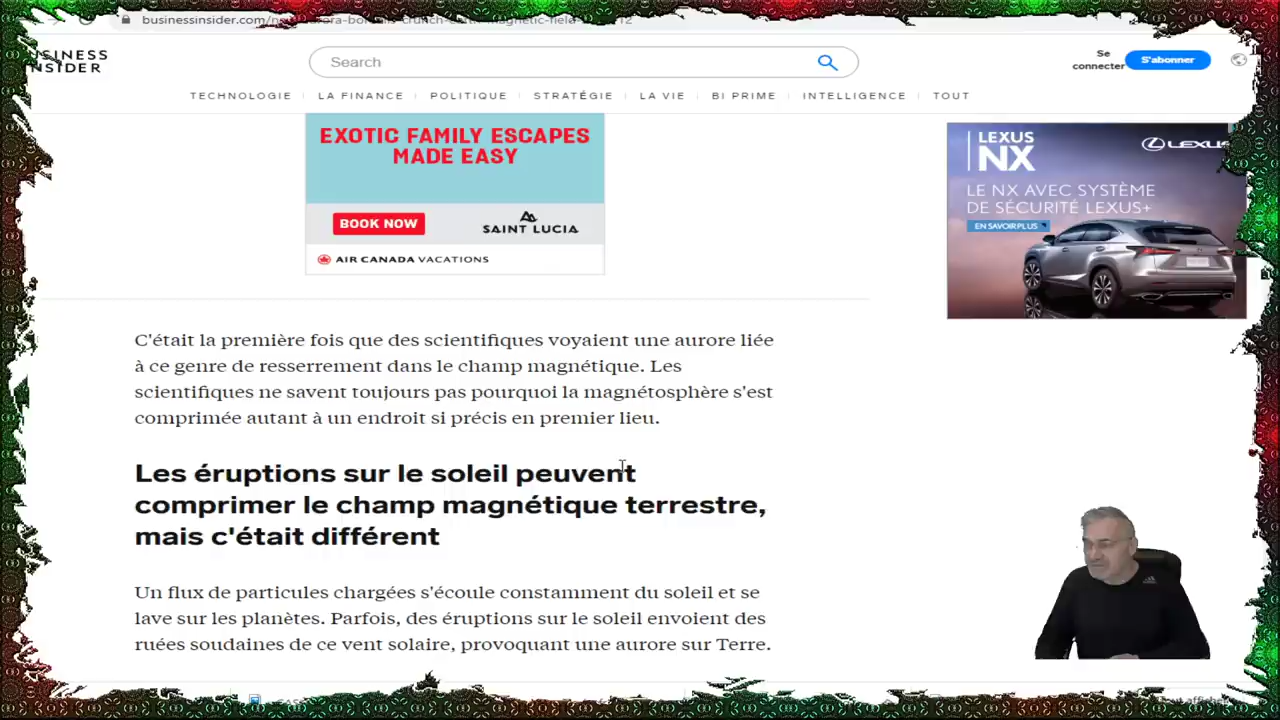 businessinsider.com/
Search
Se
connecter
S'abonner
TECHNOLOGIE
LA FINANCE
POLITIQUE
STRATÉGIE
LA VIE
BI PRIME
INTELLIGENCE
TOUT
EXOTIC FAMILY ESCAPES
MADE EASY
BOOK NOW
SAINT LUCIA
AIR CANADA VACATIONS
LEXUS
NX
LEXUS
LE NX AVEC SYSTÈME
DE SÉCURITÉ LEXUS+
EN SAVOIR PLUS
C'était la première fois que des scientifiques voyaient une aurore liée
à ce genre de resserrement dans le champ magnétique. Les
scientifiques ne savent toujours pas pourquoi la magnétosphère s'est
comprimée autant à un endroit si précis en premier lieu.
Les éruptions sur le soleil peuvent
comprimer le champ magnétique terrestre,
mais c'était différent
Un flux de particules chargées s'écoule constamment du soleil et se
lave sur les planètes. Parfois, des éruptions sur le soleil envoient des
ruées soudaines de ce vent solaire, provoquant une aurore sur Terre.